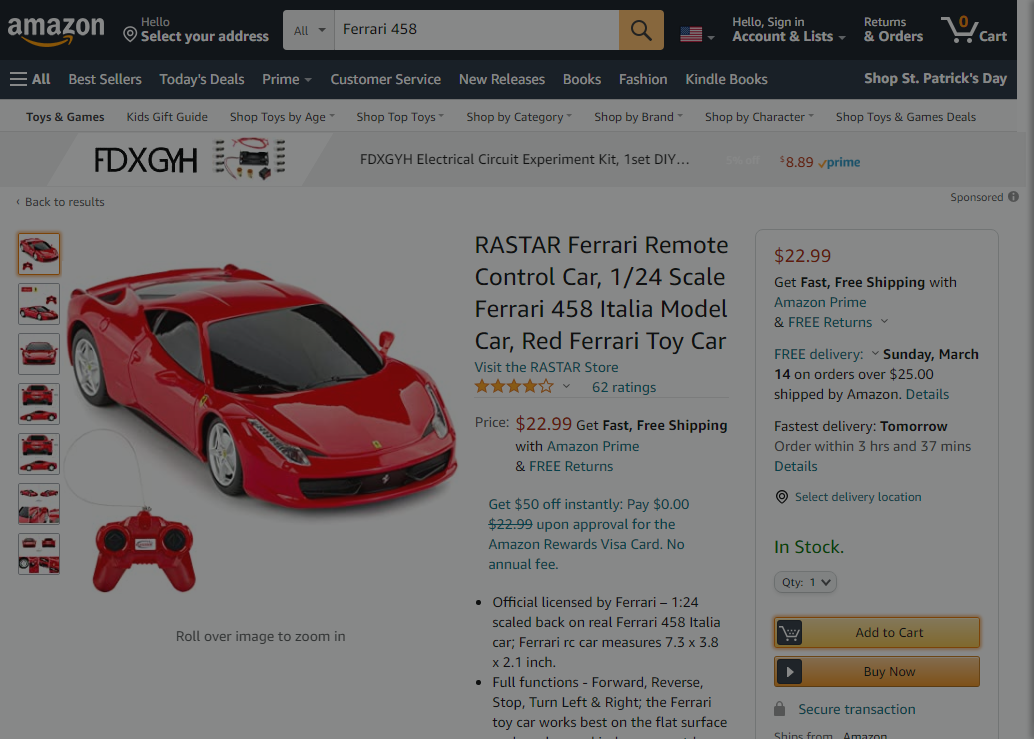 amazon
Hello
Select your address
All
Ferrari 458
Hello, Sign in
Account & Lists
Returns
& Orders
0
Cart
All
Best Sellers
Today's Deals
Prime
Customer Service
New Releases
Books
Fashion
Kindle Books
Shop St. Patrick's Day
Toys & Games
Kids Gift Guide
Shop Toys by Age
Shop Top Toys
Shop by Category
Shop by Brand
Shop by Character
Shop Toys & Games Deals
FDXGYH
FDXGYH Electrical Circuit Experiment Kit, 1set DIY…
5% off
$8.89 prime
‹ Back to results
Sponsored
RASTAR Ferrari Remote
Control Car, 1/24 Scale
Ferrari 458 Italia Model
Car, Red Ferrari Toy Car
Visit the RASTAR Store
62 ratings
Price: $22.99 Get Fast, Free Shipping
with Amazon Prime
& FREE Returns
Get $50 off instantly: Pay $0.00
$22.99 upon approval for the
Amazon Rewards Visa Card. No
annual fee.
• Official licensed by Ferrari – 1:24
scaled back on real Ferrari 458 Italia
car; Ferrari rc car measures 7.3 x 3.8
x 2.1 inch.
• Full functions - Forward, Reverse,
Stop, Turn Left & Right; the Ferrari
toy car works best on the flat surface
Roll over image to zoom in
$22.99
Get Fast, Free Shipping with
Amazon Prime
& FREE Returns
FREE delivery: Sunday, March
14 on orders over $25.00
shipped by Amazon. Details
Fastest delivery: Tomorrow
Order within 3 hrs and 37 mins
Details
Select delivery location
In Stock.
Qty: 1
Add to Cart
Buy Now
Secure transaction
Ships from Amazon